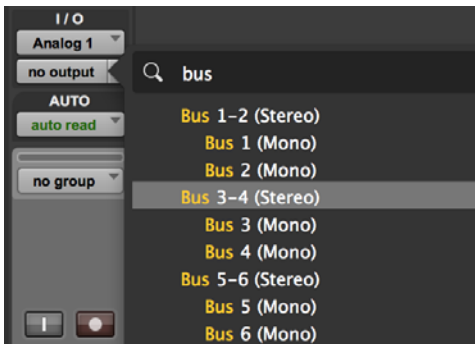 I / O
Analog 1
no output
AUTO
auto read
no group
I
bus
Bus 1-2 (Stereo)
Bus 1 (Mono)
Bus 2 (Mono)
Bus 3-4 (Stereo)
Bus 3 (Mono)
Bus 4 (Mono)
Bus 5-6 (Stereo)
Bus 5 (Mono)
Bus 6 (Mono)